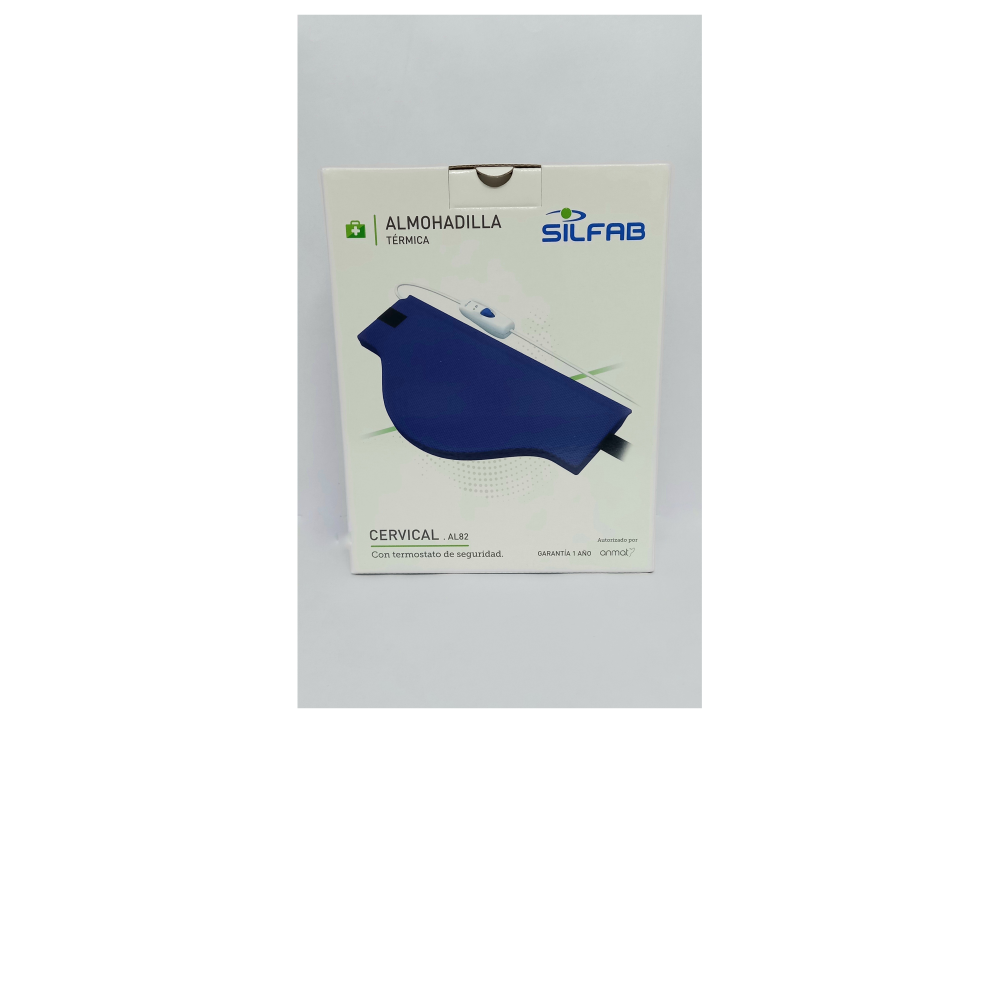 ALMOHADILLA
TÉRMICA
SILFAB
CERVICAL . AL82
Con termostato de seguridad.
GARANTÍA 1 AÑO
Autorizado por
anmat